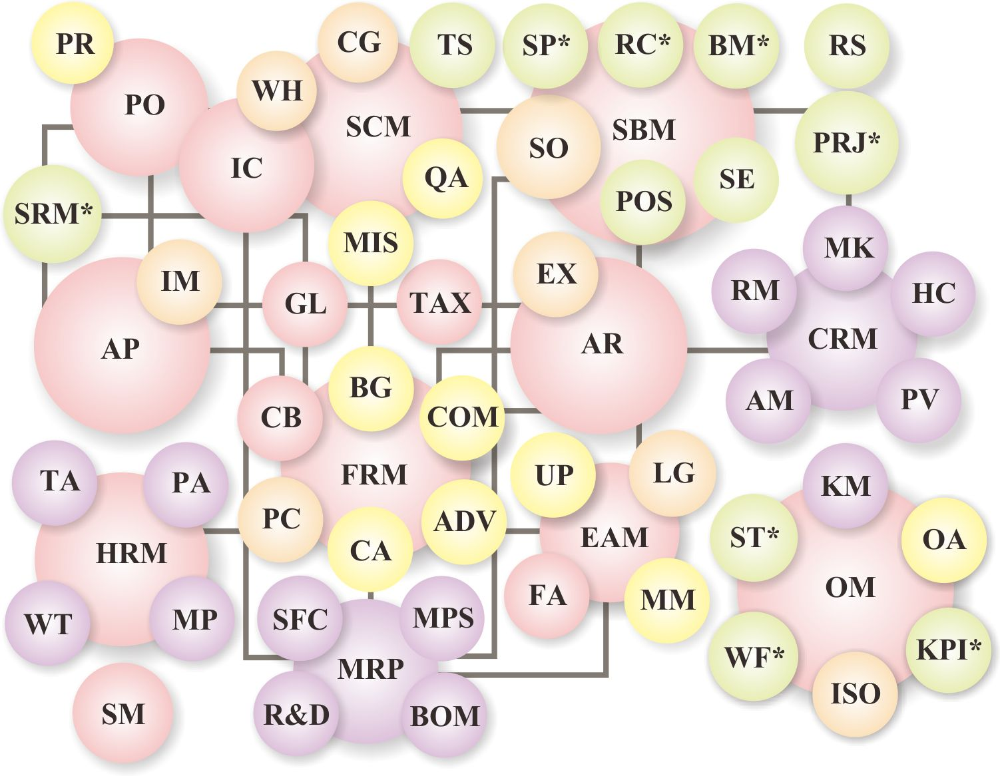 PR
CG
TS
SP*
RC*
BM*
RS
WH
PO
SCM
SBM
SO
PRJ*
IC
QA
SE
POS
SRM*
MIS
MK
IM
EX
RM
HC
GL
TAX
CRM
AP
AR
BG
AM
PV
CB
COM
FRM
UP
LG
KM
TA
PA
PC
ADV
EAM
ST*
OA
HRM
CA
OM
FA
MM
WT
MP
SFC
MPS
WF*
KPI*
MRP
ISO
SM
R&D
BOM